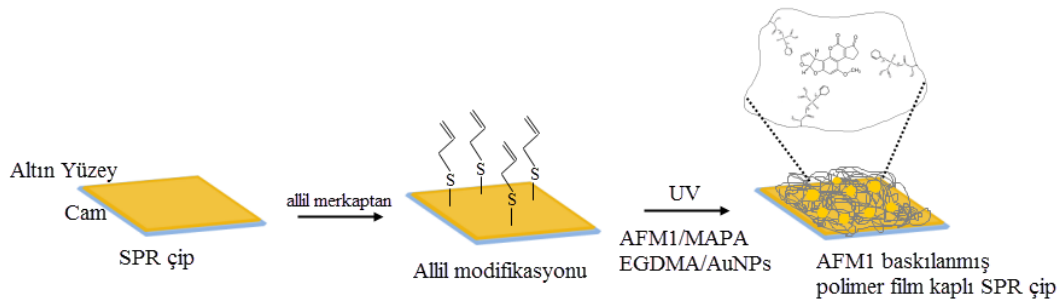 Altın Yüzey
Cam
SPR çip
allil merkaptan
S
S
S
S
Allil modifikasyonu
UV
AFM1/MAPA
EGDMA/AuNPs
AFM1 baskılanmış
polimer film kaplı SPR çip